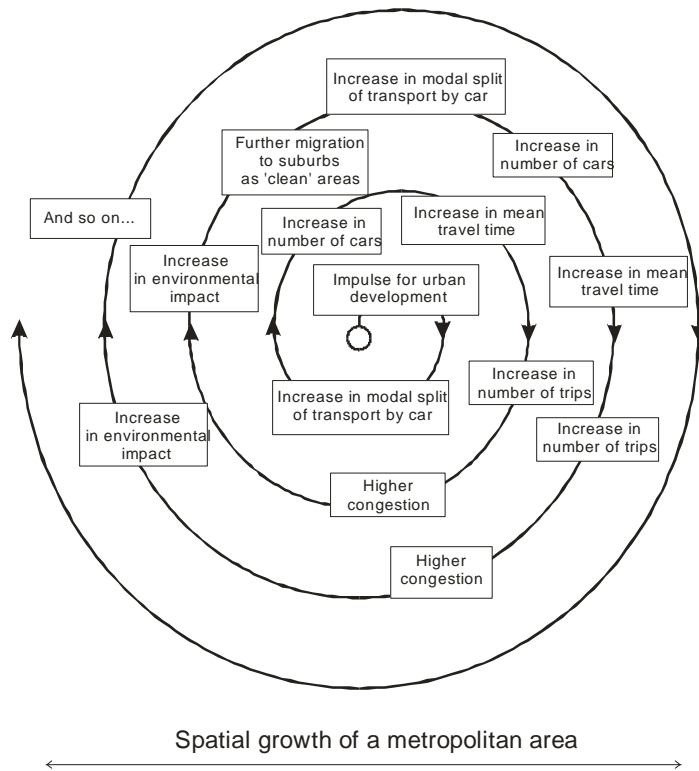 Increase in modal split
of transport by car
Further migration
to suburbs
as 'clean' areas
Increase in
number of cars
And so on...
Increase in
number of cars
Increase in mean
travel time
Increase
in environmental
impact
Impulse for urban
development
Increase in mean
travel time
Increase in modal split
of transport by car
Increase in
number of trips
Increase
in environmental
impact
Increase in
number of trips
Higher
congestion
Higher
congestion
Spatial growth of a metropolitan area